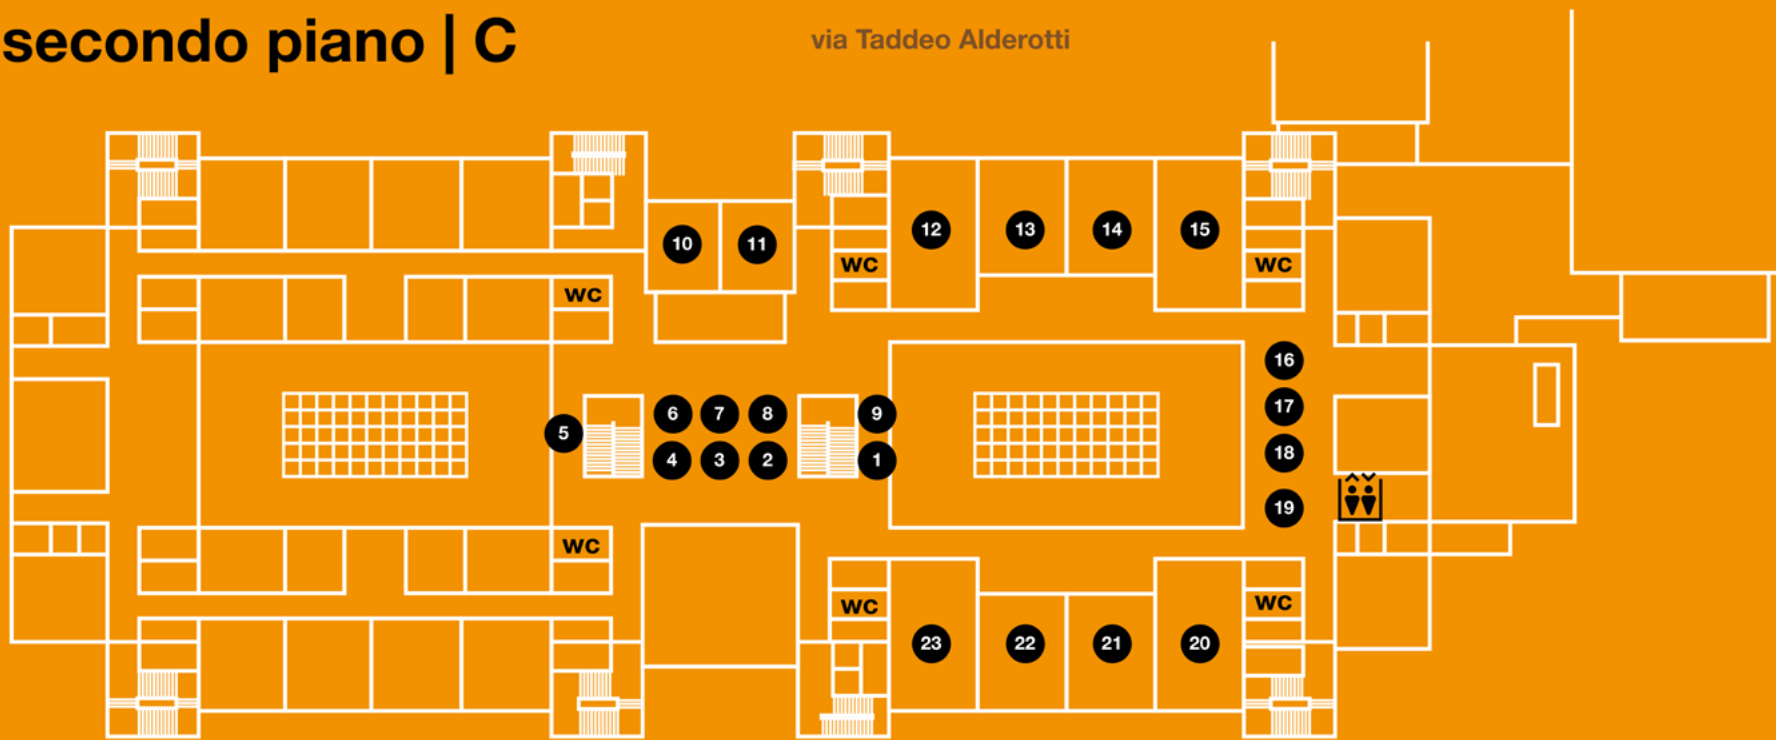 secondo piano | C
via Taddeo Alderotti
12 13 14 15
10 11
WC WC
WC
16
17
6 7 8 9
5
18
4 3 2 1
19
WC
WC WC
23 22 21 20